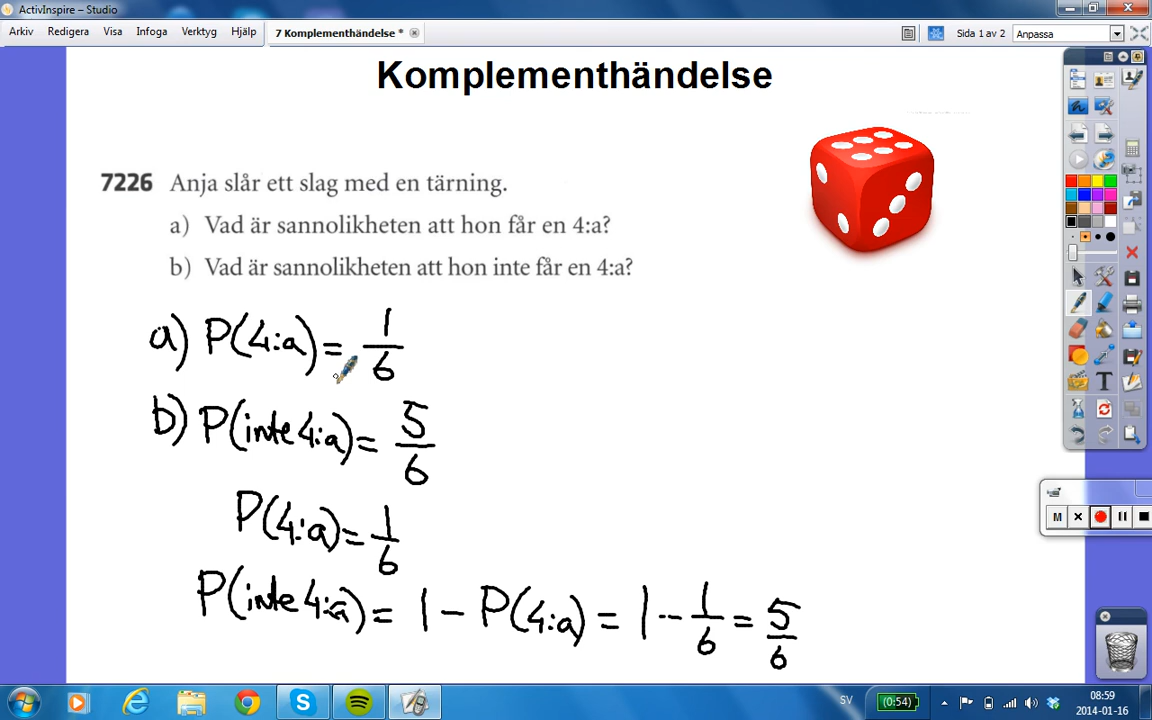 ActivInspire – Studio
Arkiv Redigera Visa Infoga Verktyg Hjälp 7 Komplementhändelse * Sida 1 av 2 Anpassa
Komplementhändelse
7226 Anja slår ett slag med en tärning.
a) Vad är sannolikheten att hon får en 4:a?
b) Vad är sannolikheten att hon inte får en 4:a?
a) P(4:a) = 1/6
b) P(inte 4:a) = 5/6
P(4:a) = 1/6
P(inte 4:a) = 1 – P(4:a) = 1 – 1/6 = 5/6
M
SV (0:54) 08:59
2014-01-16